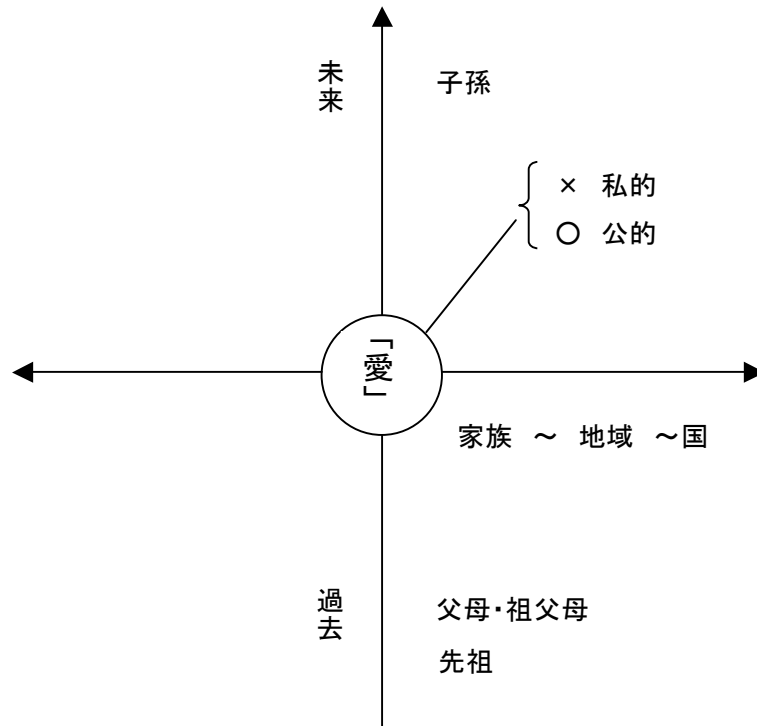 未来
子孫
× 私的
○ 公的
「愛」
家族 ～ 地域 ～国
過去
父母・祖父母
先祖